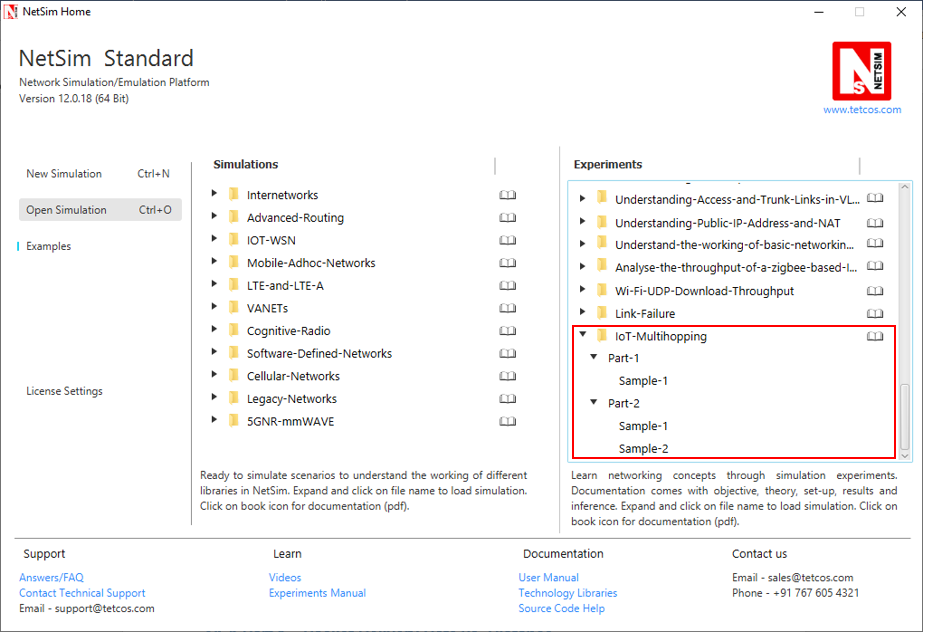 NetSim Home
NetSim Standard
Network Simulation/Emulation Platform
Version 12.0.18 (64 Bit)
NETSIM
www.tetcos.com
New Simulation Ctrl+N
Open Simulation Ctrl+O
Examples
License Settings
Simulations
Internetworks
Advanced-Routing
IOT-WSN
Mobile-Adhoc-Networks
LTE-and-LTE-A
VANETs
Cognitive-Radio
Software-Defined-Networks
Cellular-Networks
Legacy-Networks
5GNR-mmWAVE
Ready to simulate scenarios to understand the working of different
libraries in NetSim. Expand and click on file name to load simulation.
Click on book icon for documentation (pdf).
Experiments
Understanding-Access-and-Trunk-Links-in-VL...
Understanding-Public-IP-Address-and-NAT
Understand-the-working-of-basic-networkin...
Analyse-the-throughput-of-a-zigbee-based-I...
Wi-Fi-UDP-Download-Throughput
Link-Failure
IoT-Multihopping
Part-1
Sample-1
Part-2
Sample-1
Sample-2
Learn networking concepts through simulation experiments.
Documentation comes with objective, theory, set-up, results and
inference. Expand and click on file name to load simulation. Click on
book icon for documentation (pdf).
Support
Answers/FAQ
Contact Technical Support
Email - support@tetcos.com
Learn
Videos
Experiments Manual
Documentation
User Manual
Technology Libraries
Source Code Help
Contact us
Email - sales@tetcos.com
Phone - +91 767 605 4321